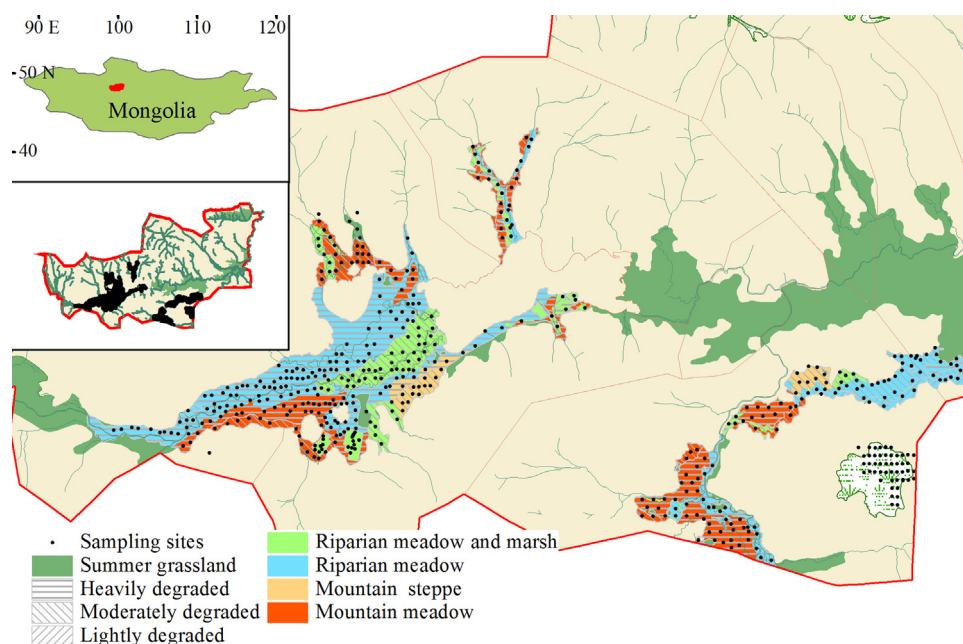 90 E 100 110 120
50 N
Mongolia
40
Sampling sites
Summer grassland
Heavily degraded
Moderately degraded
Lightly degraded
Riparian meadow and marsh
Riparian meadow
Mountain steppe
Mountain meadow